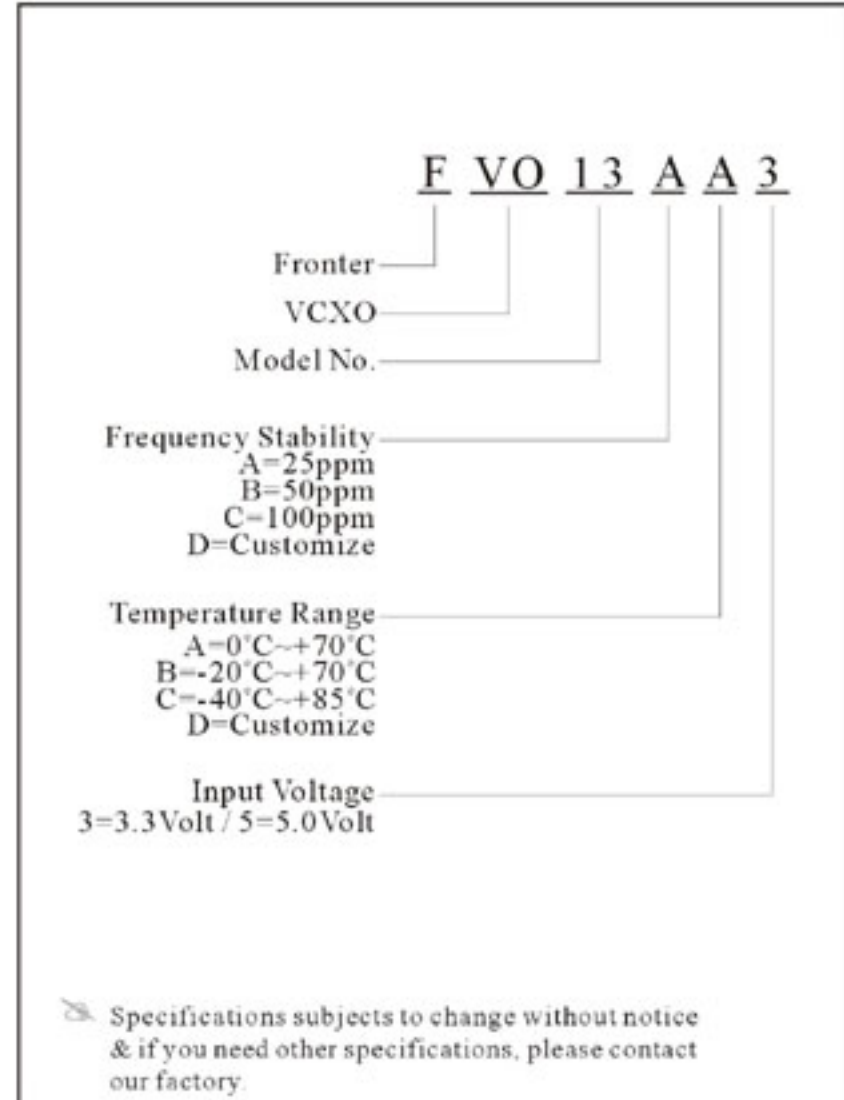 F VO 13 A A 3
Fronter
VCXO
Model No.
Frequency Stability
A=25ppm
B=50ppm
C=100ppm
D=Customize
Temperature Range
A=0°C~+70°C
B=-20°C~+70°C
C=-40°C~+85°C
D=Customize
Input Voltage
3=3.3Volt / 5=5.0Volt
Specifications subjects to change without notice
& if you need other specifications, please contact
our factory.